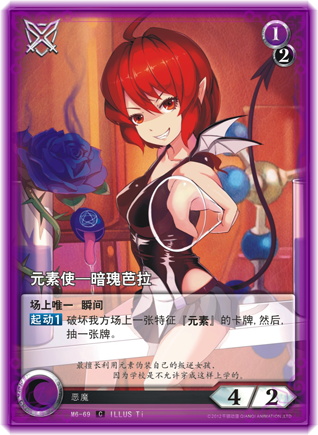 1
2
元素使—暗瑰芭拉
场上唯一 瞬间
起动1 破坏我方场上一张特征『元素』的卡牌,然后,
抽一张牌。
最擅长利用元素伪装自己的叛逆女孩,
因为学校是不允许穿成这样上学的。
恶魔
4/2
M6-69 C ILLUS Ti